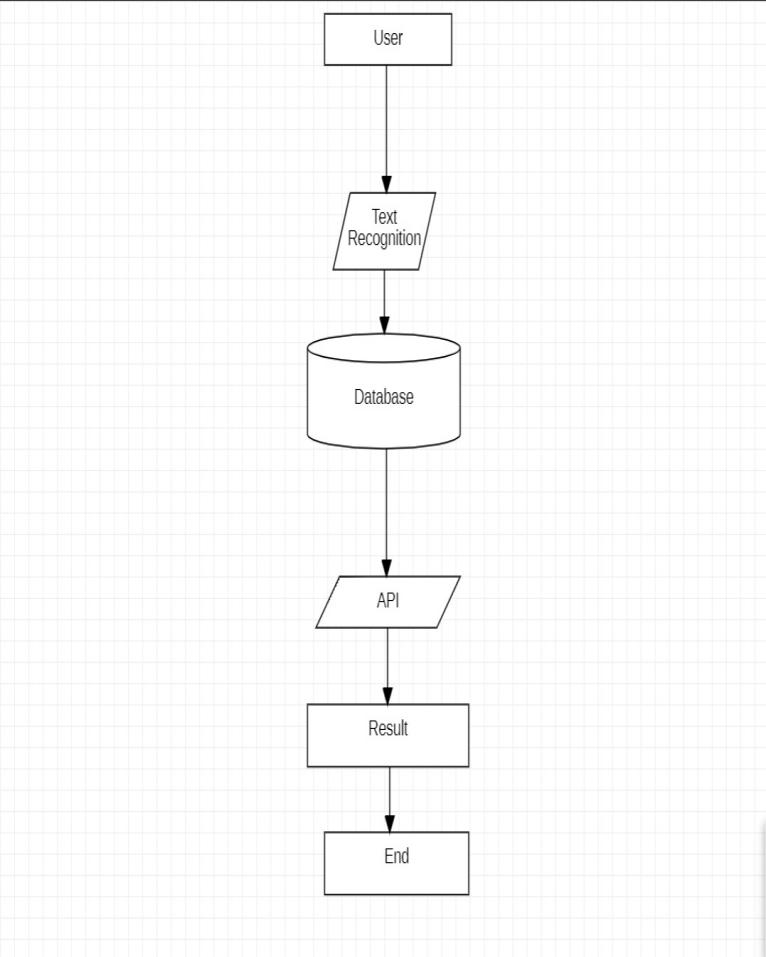 User
Text
Recognition
Database
API
Result
End